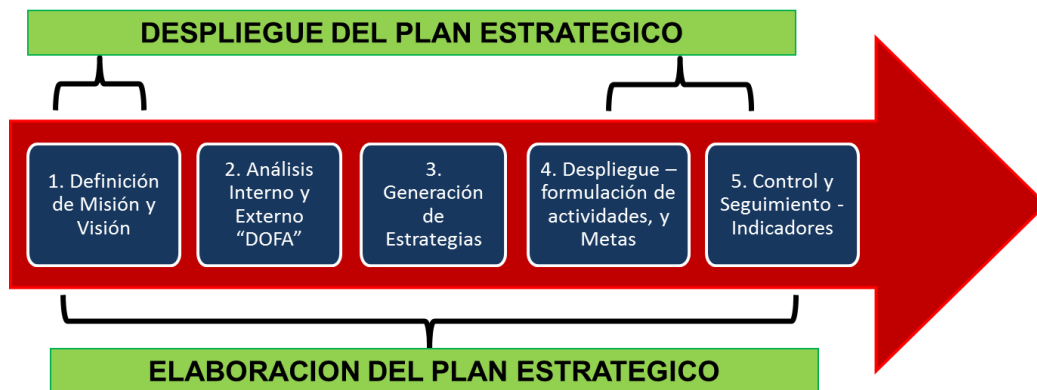 DESPLIEGUE DEL PLAN ESTRATEGICO
1. Definición
de Misión y
Visión
2. Análisis
Interno y
Externo
“DOFA”
3.
Generación
de
Estrategias
4. Despliegue –
formulación de
actividades, y
Metas
5. Control y
Seguimiento -
Indicadores
ELABORACION DEL PLAN ESTRATEGICO